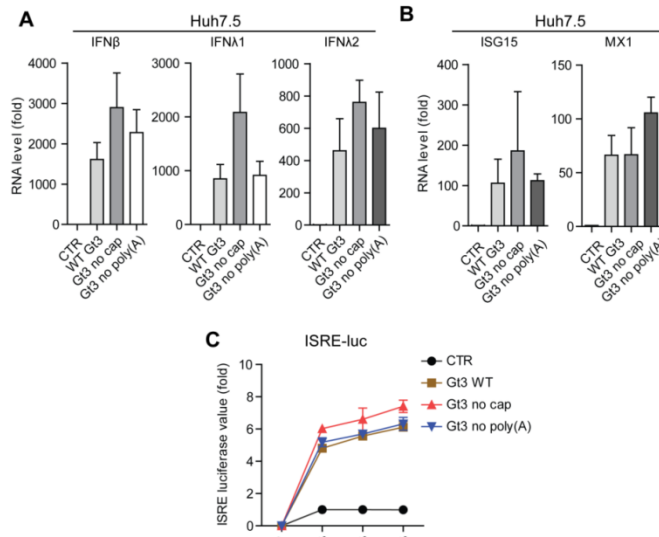 A
Huh7.5
IFNβ
IFNλ1
IFNλ2
RNA level (fold)
4000
3000
2000
1000
0
3000
2000
1000
0
1000
800
600
400
200
0
CTR
WT Gt3
Gt3 no cap
Gt3 no poly(A)
CTR
WT Gt3
Gt3 no cap
Gt3 no poly(A)
CTR
WT Gt3
Gt3 no cap
Gt3 no poly(A)
B
Huh7.5
ISG15
MX1
RNA level (fold)
400
300
200
100
0
150
100
50
0
CTR
WT Gt3
Gt3 no cap
Gt3 no poly(A)
CTR
WT Gt3
Gt3 no cap
Gt3 no poly(A)
C
ISRE-luc
ISRE luciferase value (fold)
10
8
6
4
2
0
CTR
Gt3 WT
Gt3 no cap
Gt3 no poly(A)